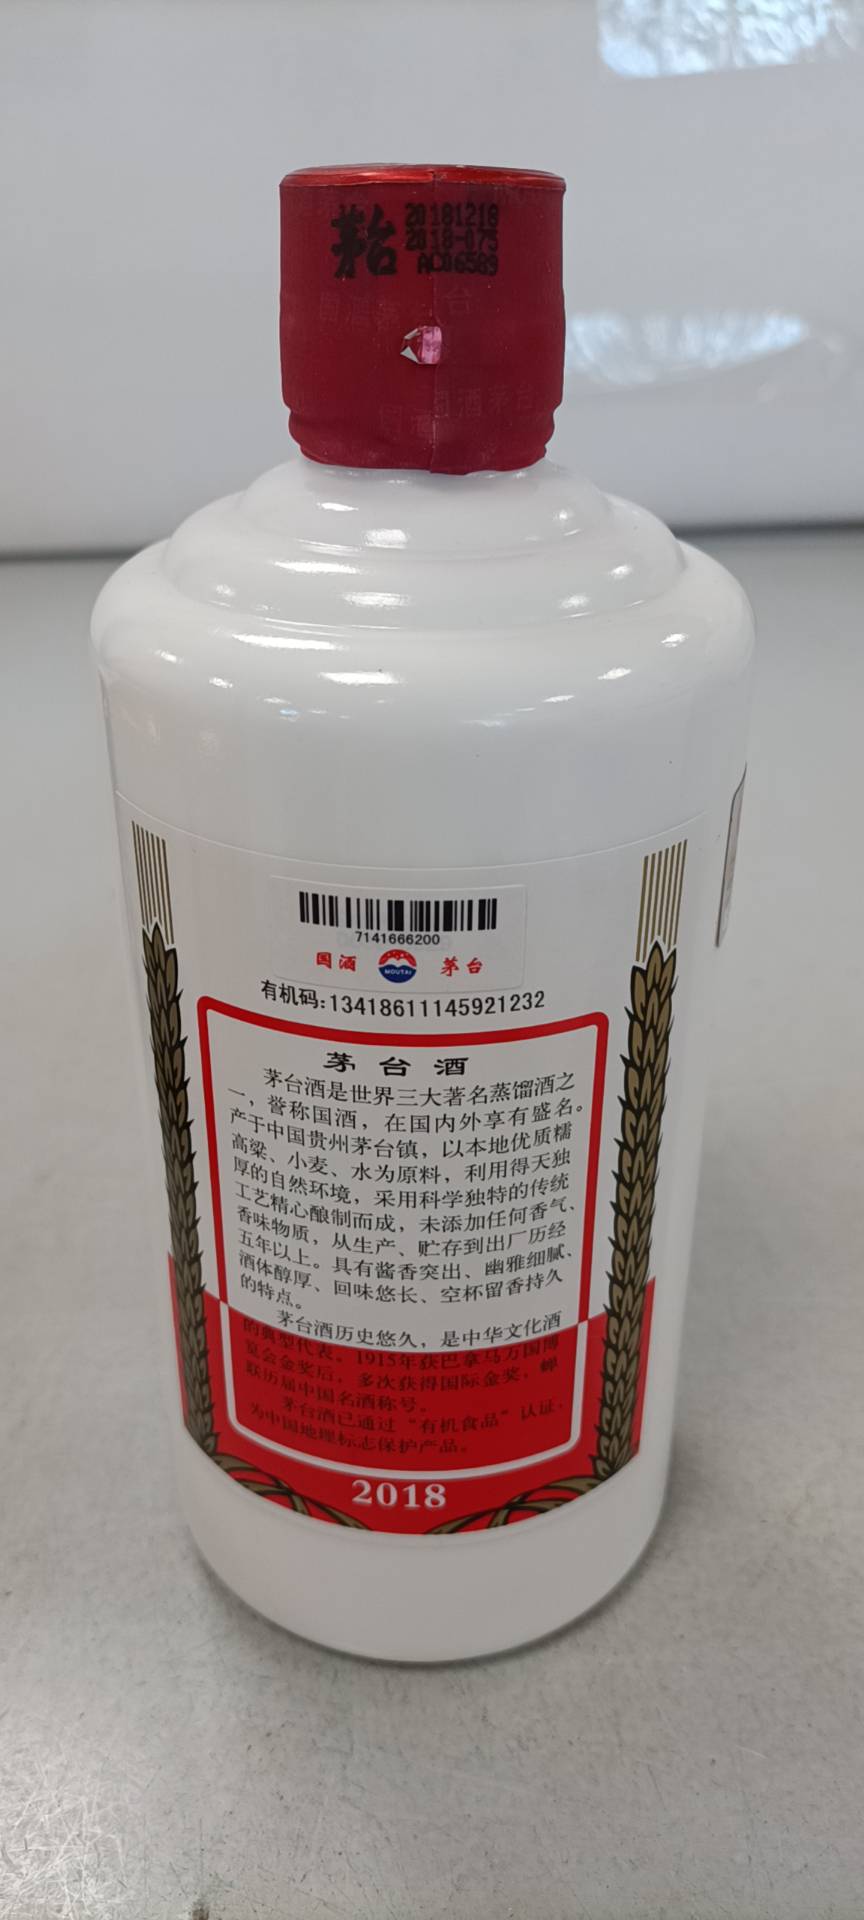 茅台 20181218
2018-075
AC06589
国酒茅台
国酒茅台
7141666200
国酒 MOUTAI 茅台
有机码:13418611145921232
茅台酒
茅台酒是世界三大著名蒸馏酒之
一，誉称国酒，在国内外享有盛名。
产于中国贵州茅台镇，以本地优质糯
高粱、小麦、水为原料，利用得天独
厚的自然环境，采用科学独特的传统
工艺精心酿制而成，未添加任何香气、
香味物质，从生产、贮存到出厂历经
五年以上。具有酱香突出、幽雅细腻、
酒体醇厚、回味悠长、空杯留香持久
的特点。
茅台酒历史悠久，是中华文化酒
的典型代表。1915年获巴拿马万国博
览会金奖后，多次获得国际金奖，蝉
联历届中国名酒称号。
茅台酒已通过“有机食品”认证，
为中国地理标志保护产品。
2018